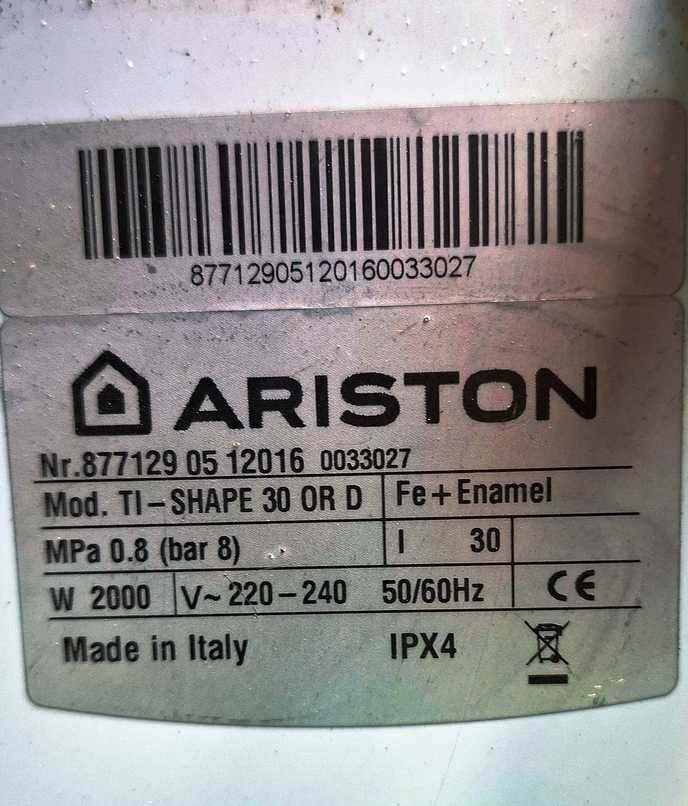 87712905120160033027
ARISTON
Nr.877129 05 12016 0033027
Mod. TI-SHAPE 30 OR D Fe+Enamel
MPa 0.8 (bar 8) l 30
W 2000 V~ 220-240 50/60Hz CE
Made in Italy IPX4